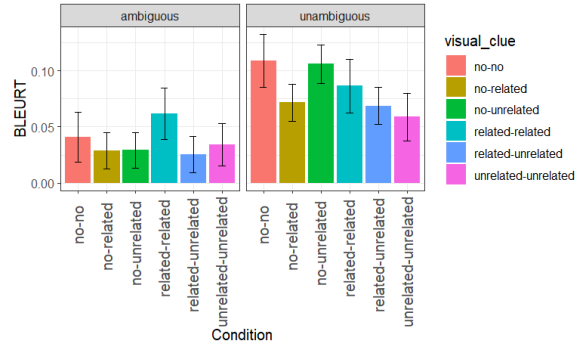 ambiguous
unambiguous
BLEURT
0.10
0.05
0.00
no-no
no-related
no-unrelated
related-related
related-unrelated
unrelated-unrelated
no-no
no-related
no-unrelated
related-related
related-unrelated
unrelated-unrelated
Condition
visual_clue
no-no
no-related
no-unrelated
related-related
related-unrelated
unrelated-unrelated